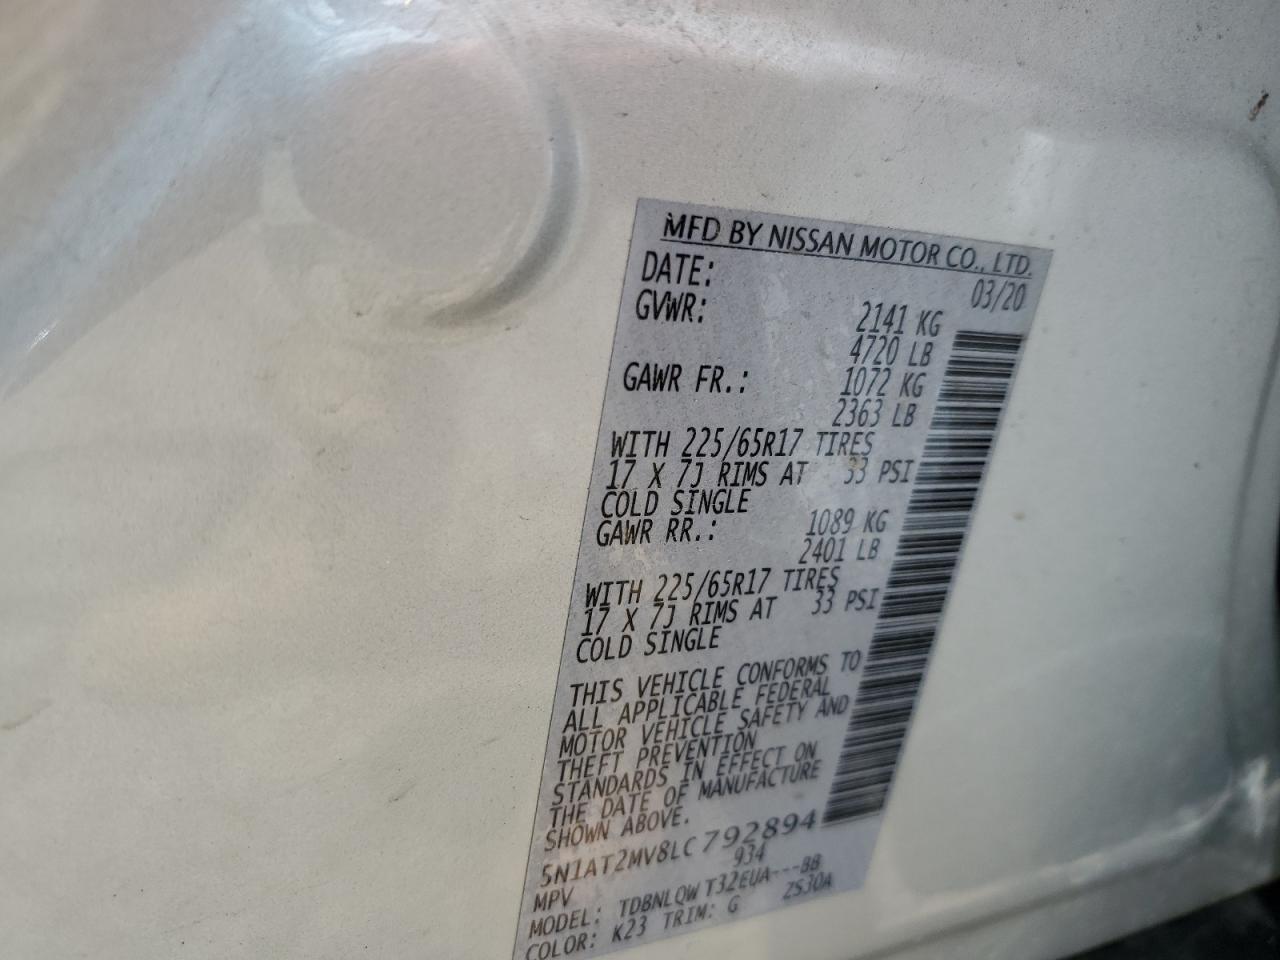 MFD BY NISSAN MOTOR CO., LTD.
DATE: 03/20
GVWR: 2141 KG
4720 LB
GAWR FR.: 1072 KG
2363 LB
WITH 225/65R17 TIRES
17 X 7J RIMS AT 33 PSI
COLD SINGLE
GAWR RR.: 1089 KG
2401 LB
WITH 225/65R17 TIRES
17 X 7J RIMS AT 33 PSI
COLD SINGLE
THIS VEHICLE CONFORMS TO
ALL APPLICABLE FEDERAL
MOTOR VEHICLE SAFETY AND
THEFT PREVENTION
STANDARDS IN EFFECT ON
THE DATE OF MANUFACTURE
SHOWN ABOVE.
5N1AT2MV8LC792894
MPV 934
MODEL: TDBNLQW T32EUA---BB
COLOR: K23 TRIM: G ZS30A